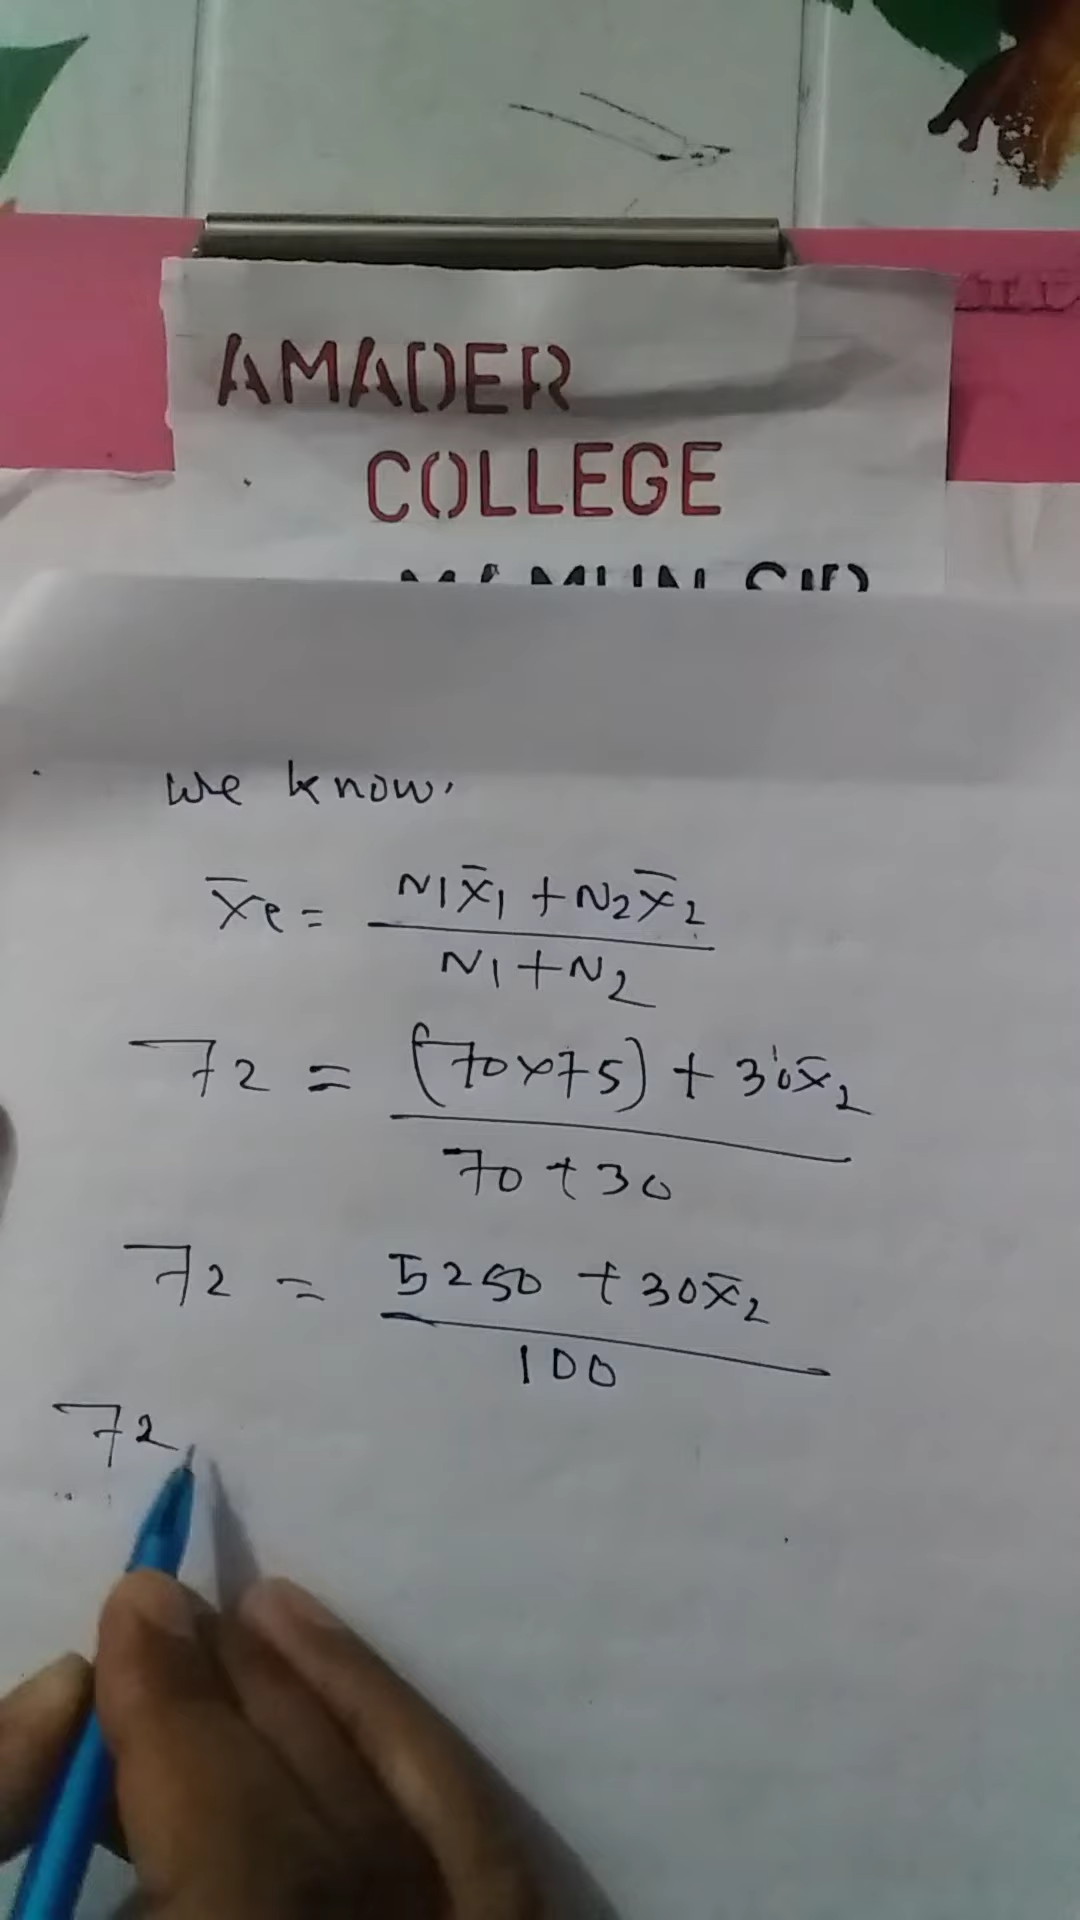 AMADER
COLLEGE
we know,
x̄c = N1x̄1 + N2x̄2
N1 + N2
72 = (70×75) + 30x̄2
70 + 30
72 = 5250 + 30x̄2
100
72